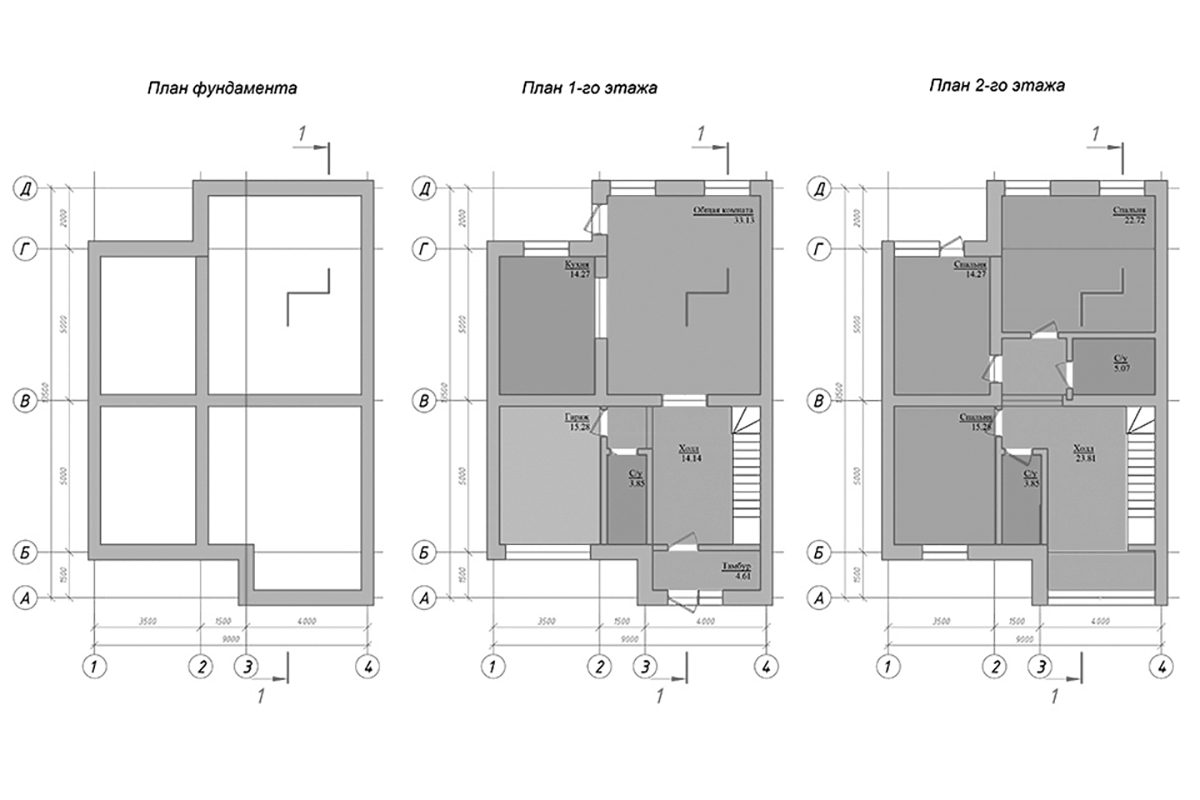 План фундамента
1
Д
2000
Г
5000
13500
В
5000
Б
1500
А
3500
1500
4000
9000
1
2
3
4
1
План 1-го этажа
1
Д
2000
Общая комната
33.13
Г
Кухня
14.27
5000
13500
В
Гараж
15.28
Холл
14.14
С/у
3.85
5000
Б
Тамбур
4.61
1500
А
3500
1500
4000
9000
1
2
3
4
1
План 2-го этажа
1
Д
2000
Спальня
22.72
Г
Спальня
14.27
5000
С/у
5.07
13500
В
Спальня
15.28
Холл
23.81
С/у
3.85
5000
Б
1500
А
3500
1500
4000
9000
1
2
3
4
1